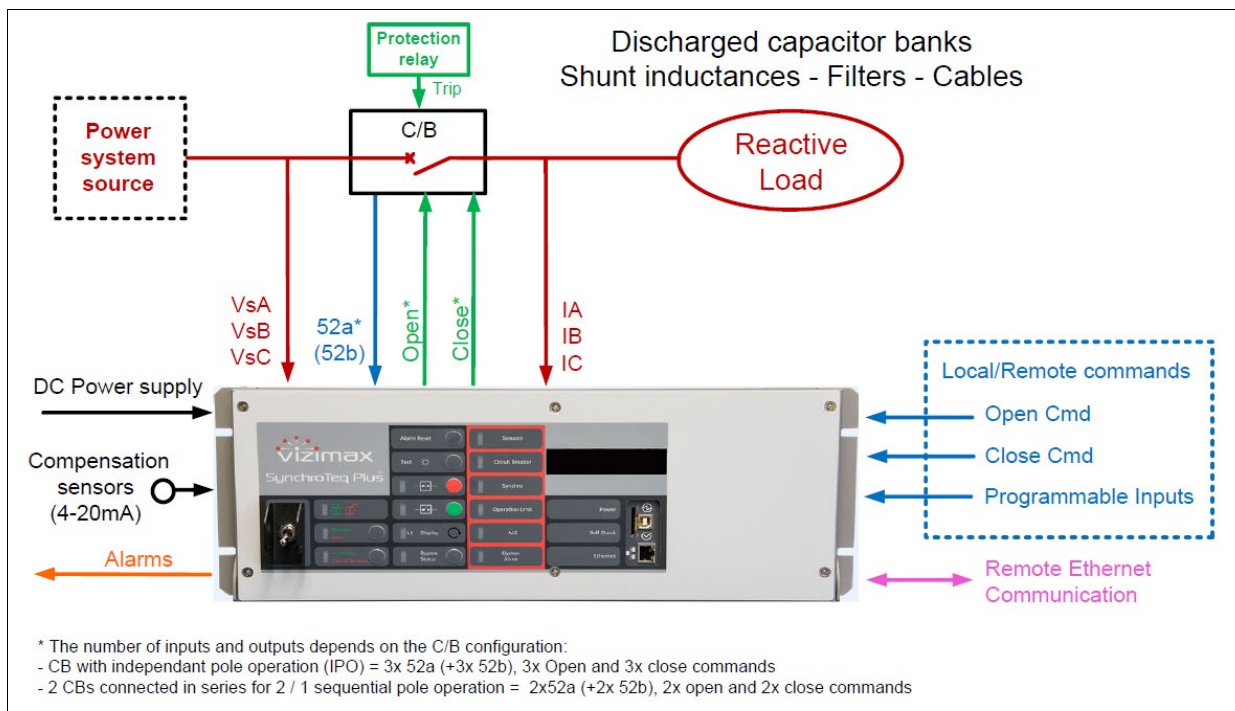 Protection
relay
Trip
Discharged capacitor banks
Shunt inductances - Filters - Cables
Power
system
source
C/B
Reactive
Load
VsA
VsB
VsC
52a*
(52b)
Open*
Close*
IA
IB
IC
DC Power supply
Compensation
sensors
(4-20mA)
Alarms
Local/Remote commands
Open Cmd
Close Cmd
Programmable Inputs
Remote Ethernet
Communication
vizimax
SynchroTeq Plus
Alarm Reset
Test
Display
Bypass
Status
Sensors
Circuit Breaker
Synchro
Operation Cmd
Bypass
Alarm
Power
Self Check
Ethernet
* The number of inputs and outputs depends on the C/B configuration:
- CB with independant pole operation (IPO) = 3x 52a (+3x 52b), 3x Open and 3x close commands
- 2 CBs connected in series for 2 / 1 sequential pole operation = 2x52a (+2x 52b), 2x open and 2x close commands